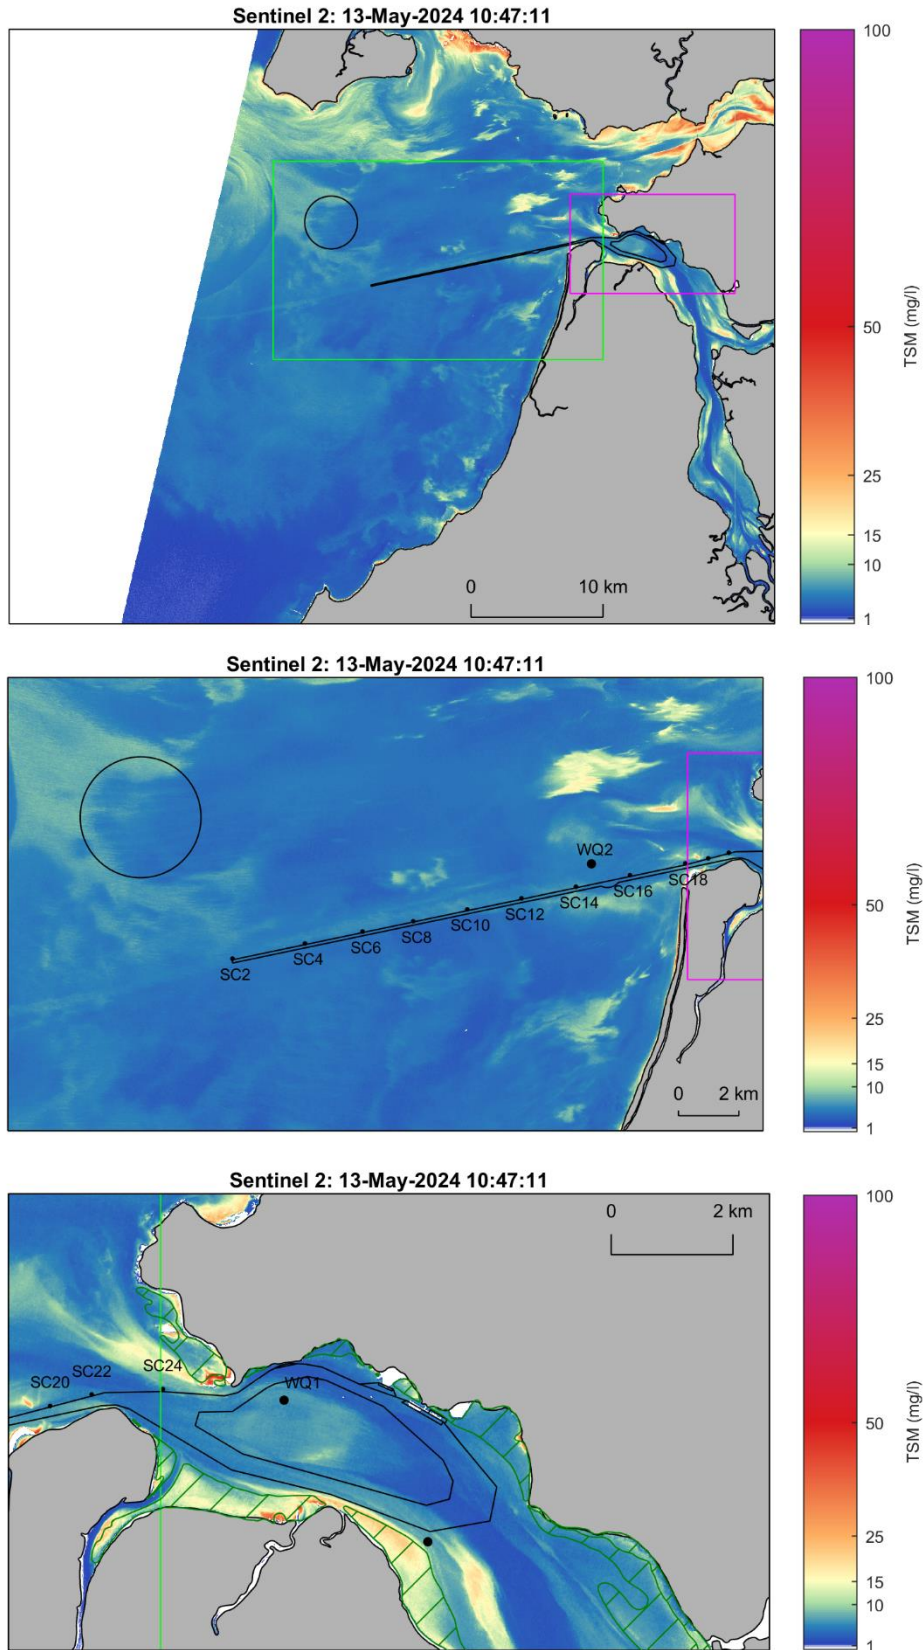 Sentinel 2: 13-May-2024 10:47:11
100
50
25
15
10
1
TSM (mg/l)
0 10 km
Sentinel 2: 13-May-2024 10:47:11
WQ2
SC18
SC16
SC14
SC12
SC10
SC8
SC6
SC4
SC2
0 2 km
100
50
25
15
10
1
TSM (mg/l)
Sentinel 2: 13-May-2024 10:47:11
0 2 km
SC20
SC22
SC24
WQ1
100
50
25
15
10
1
TSM (mg/l)